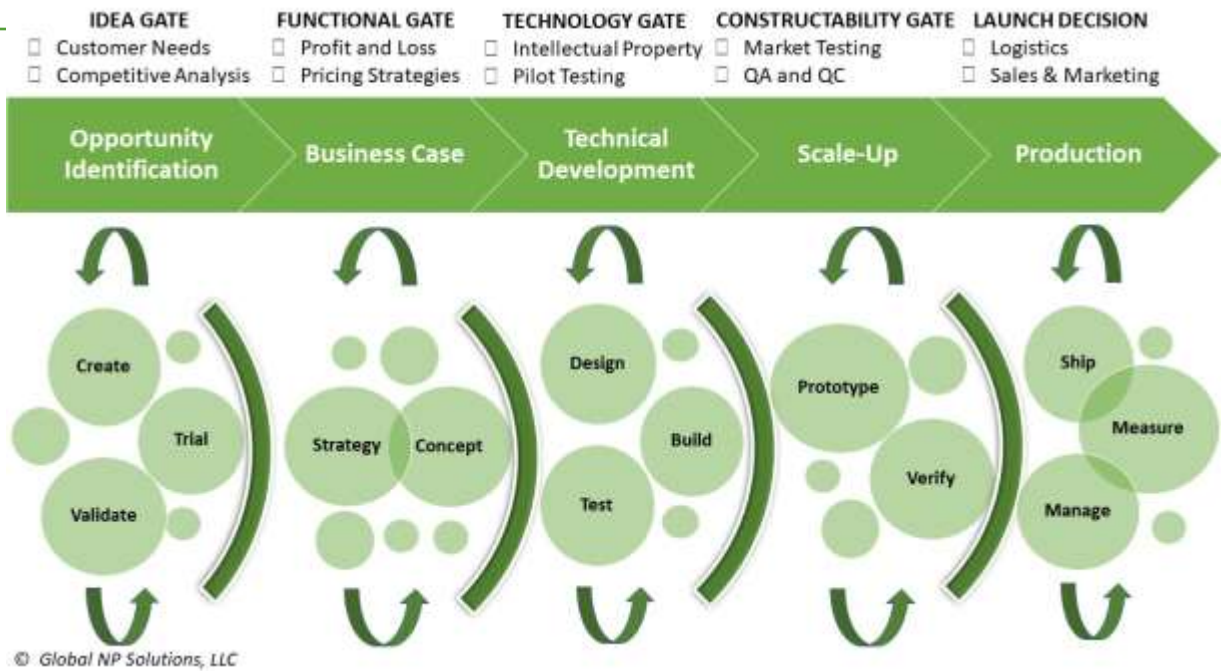 IDEA GATE
☐ Customer Needs
☐ Competitive Analysis
FUNCTIONAL GATE
☐ Profit and Loss
☐ Pricing Strategies
TECHNOLOGY GATE
☐ Intellectual Property
☐ Pilot Testing
CONSTRUCTABILITY GATE
☐ Market Testing
☐ QA and QC
LAUNCH DECISION
☐ Logistics
☐ Sales & Marketing
Opportunity
Identification
Business Case
Technical
Development
Scale-Up
Production
Create
Trial
Validate
Strategy
Concept
Design
Build
Test
Prototype
Verify
Ship
Measure
Manage
© Global NP Solutions, LLC